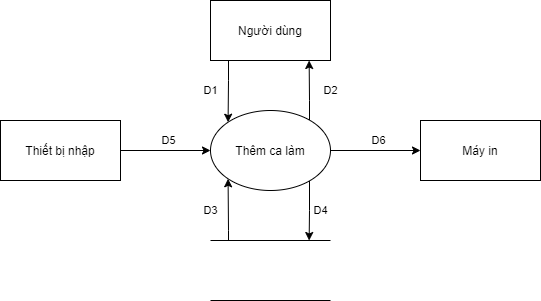 Người dùng
D1
D2
Thiết bị nhập
D5
Thêm ca làm
D6
Máy in
D3
D4